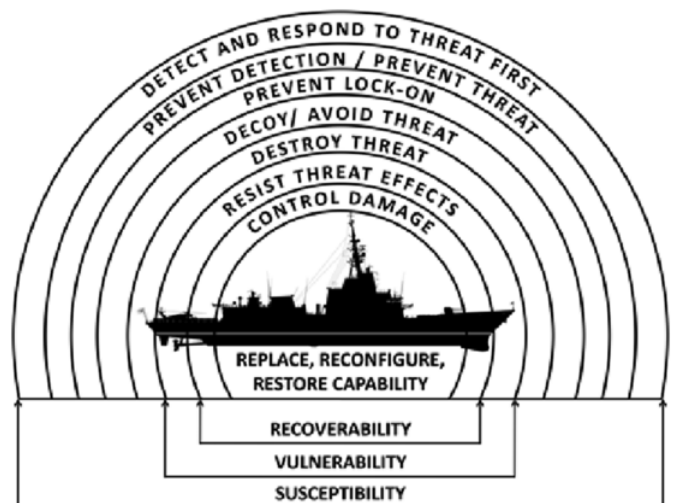 DETECT AND RESPOND TO THREAT FIRST
PREVENT DETECTION / PREVENT THREAT
PREVENT LOCK-ON
DECOY/ AVOID THREAT
DESTROY THREAT
RESIST THREAT EFFECTS
CONTROL DAMAGE
REPLACE, RECONFIGURE,
RESTORE CAPABILITY
RECOVERABILITY
VULNERABILITY
SUSCEPTIBILITY